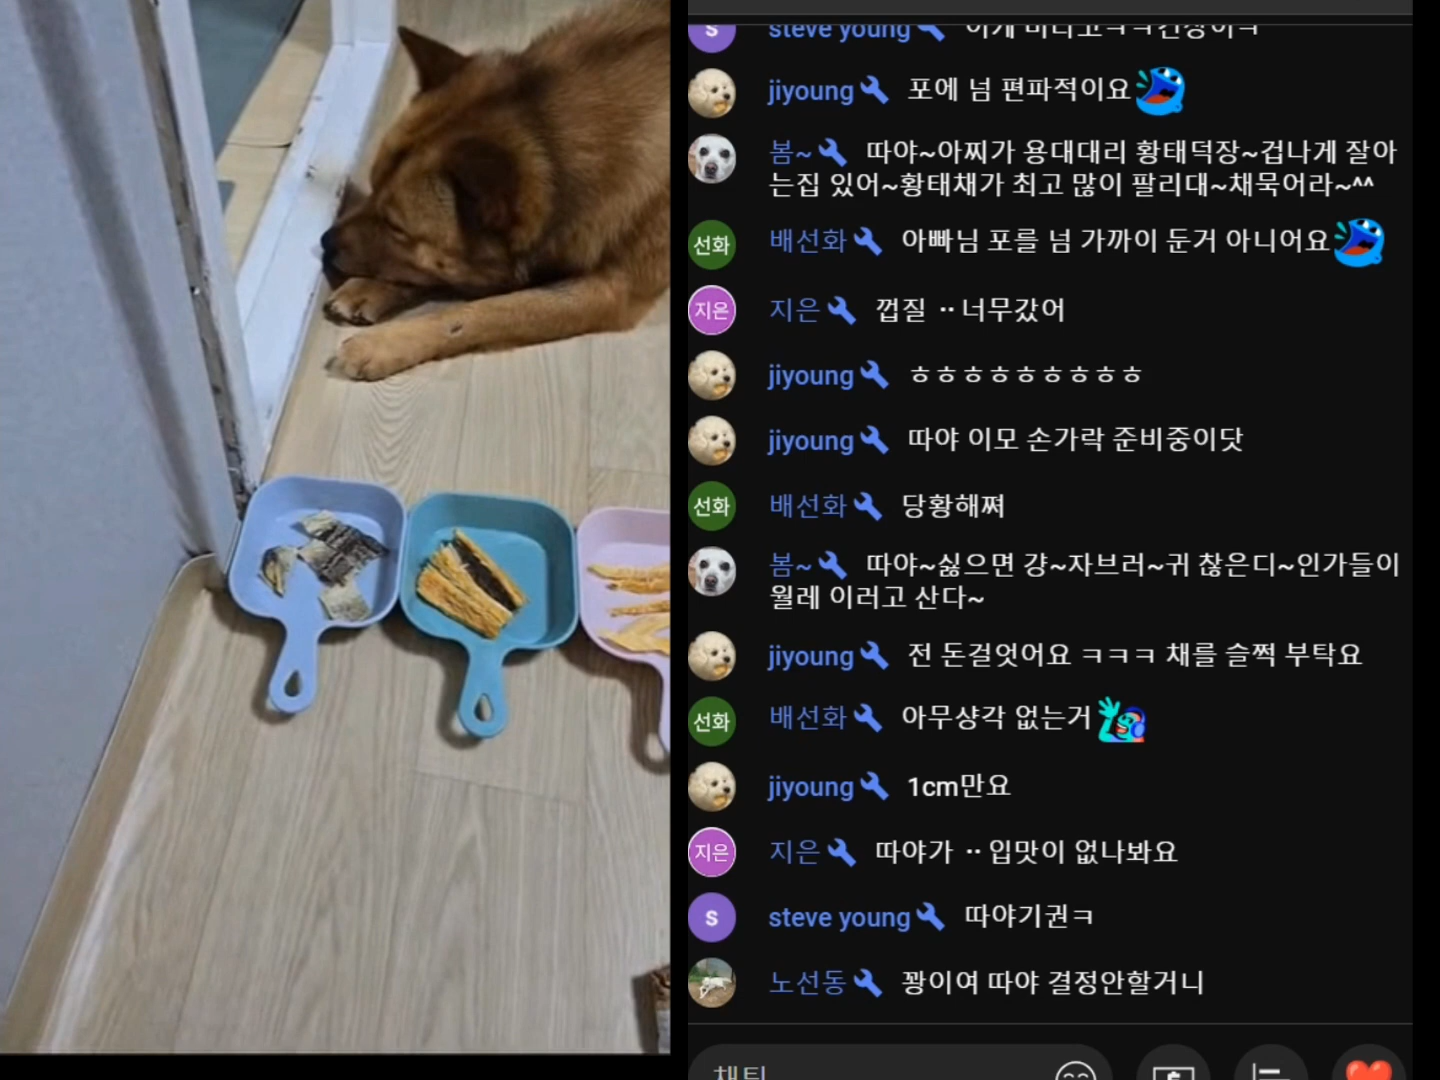 steve young
jiyoung 포에 넘 편파적이요
봄~ 따야~아찌가 용대대리 황태덕장~겁나게 잘아
는집 있어~황태채가 최고 많이 팔리대~채묵어라~^^
선화 배선화 아빠님 포를 넘 가까이 둔거 아니어요
지은 지은 껍질 ··너무갔어
jiyoung ㅎㅎㅎㅎㅎㅎㅎㅎㅎ
jiyoung 따야 이모 손가락 준비중이닷
선화 배선화 당황해쪄
봄~ 따야~싫으면 걍~자브러~귀 찮은디~인가들이
월레 이러고 산다~
jiyoung 전 돈걸엇어요 ㅋㅋㅋ 채를 슬쩍 부탁요
선화 배선화 아무샹각 없는거
jiyoung 1cm만요
지은 지은 따야가 ··입맛이 없나봐요
S steve young 따야기권ㅋ
노선동 꽝이여 따야 결정안할거니